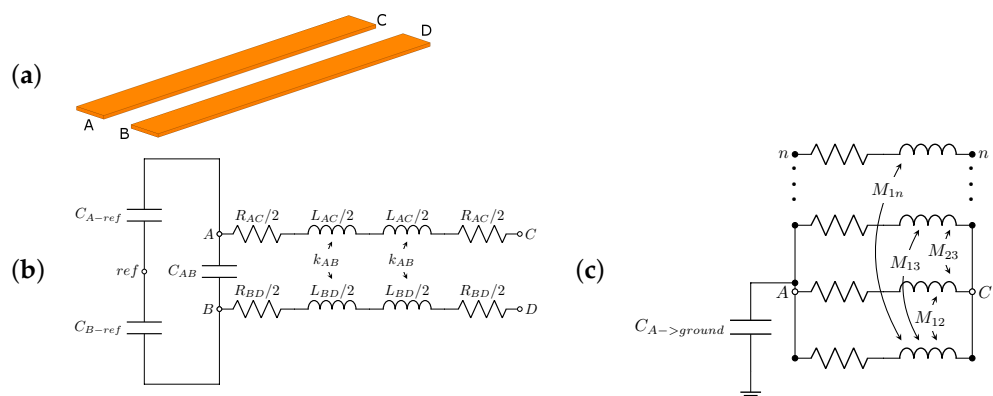 (a)
A
B
C
D
(b)
C_{A-ref}
ref
C_{B-ref}
C_{AB}
A
R_{AC}/2
L_{AC}/2
L_{AC}/2
R_{AC}/2
C
k_{AB}
k_{AB}
B
R_{BD}/2
L_{BD}/2
L_{BD}/2
R_{BD}/2
D
(c)
n
n
M_{1n}
M_{13}
M_{23}
A
C
M_{12}
C_{A->ground}